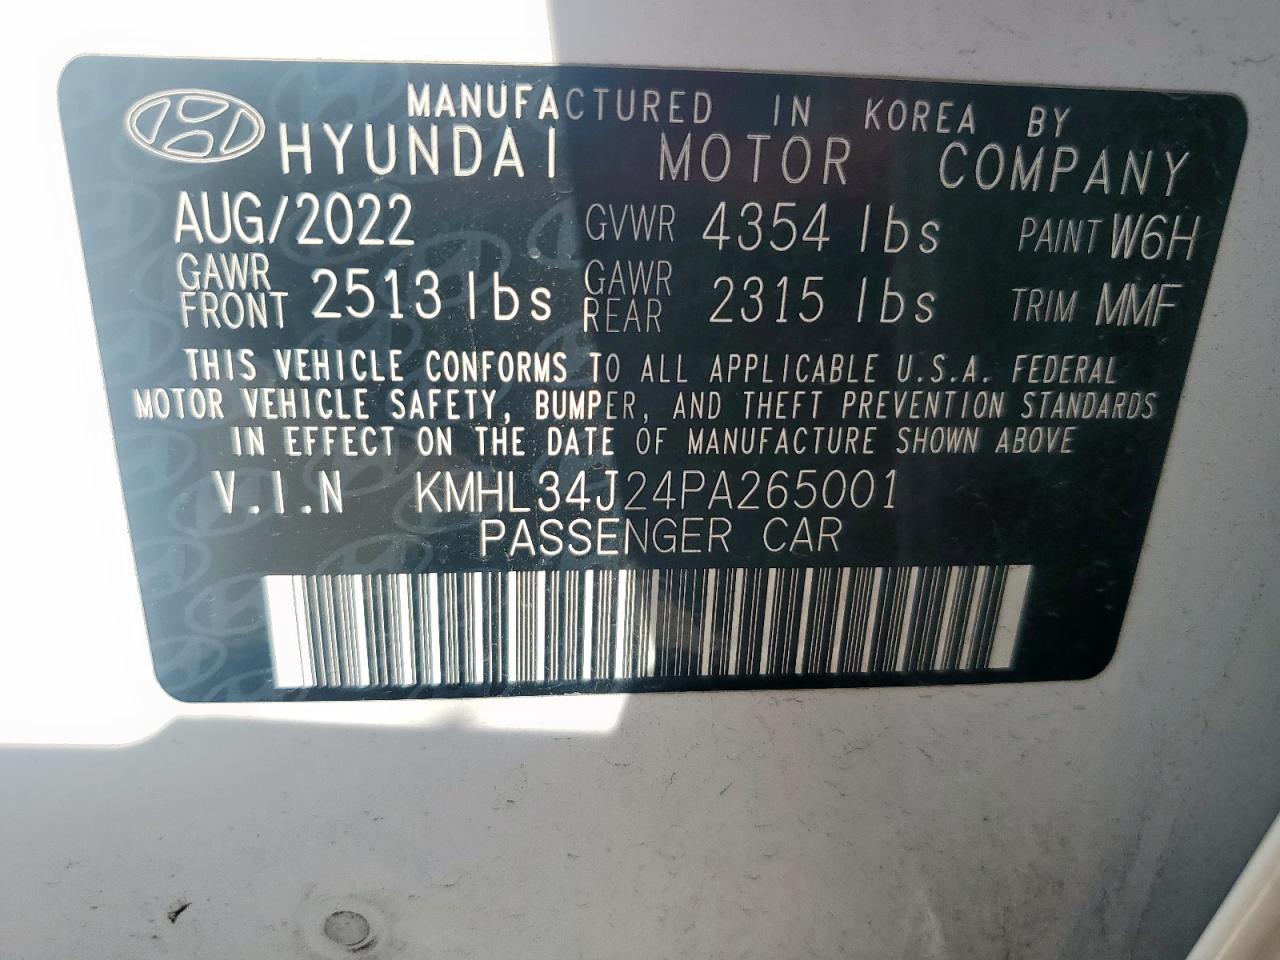 MANUFACTURED IN KOREA BY
HYUNDAI MOTOR COMPANY
AUG/2022 GVWR 4354 lbs PAINT W6H
GAWR FRONT 2513 lbs GAWR REAR 2315 lbs TRIM MMF
THIS VEHICLE CONFORMS TO ALL APPLICABLE U.S.A. FEDERAL
MOTOR VEHICLE SAFETY, BUMPER, AND THEFT PREVENTION STANDARDS
IN EFFECT ON THE DATE OF MANUFACTURE SHOWN ABOVE
V.I.N KMHL34J24PA265001
PASSENGER CAR